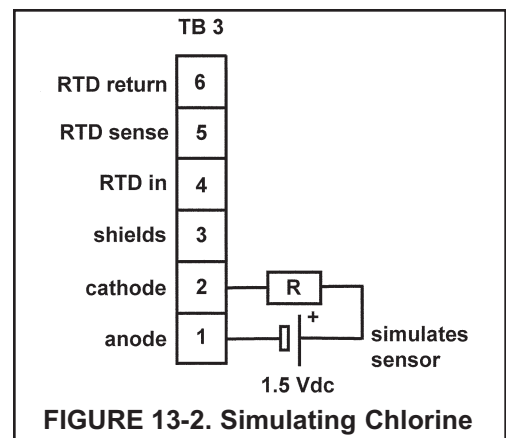 TB 3
RTD return 6
RTD sense 5
RTD in 4
shields 3
cathode 2 R
+
anode 1 simulates
sensor
1.5 Vdc
FIGURE 13-2. Simulating Chlorine